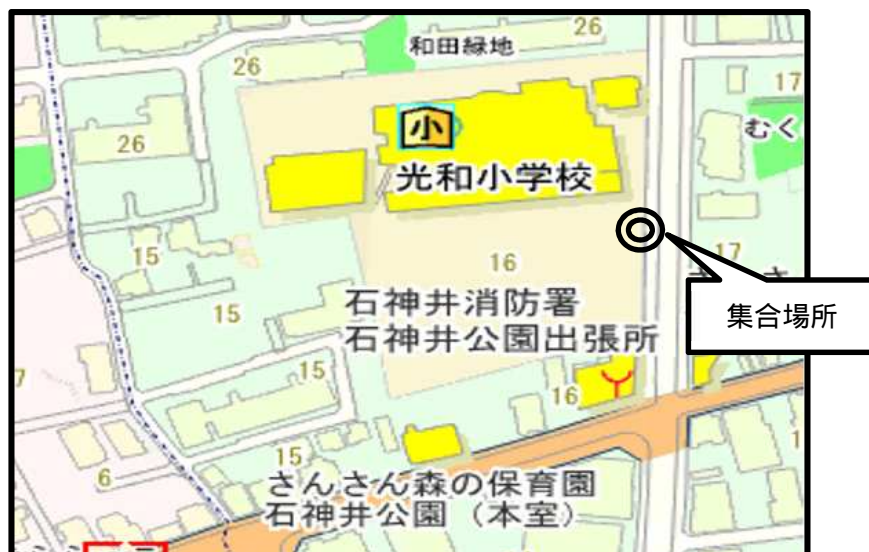 和田緑地
26
26
17
むく
26
小
光和小学校
15
16
17
15
石神井消防署
石神井公園出張所
集合場所
15
16
7
15
6
さんさん森の保育園
石神井公園（本室）